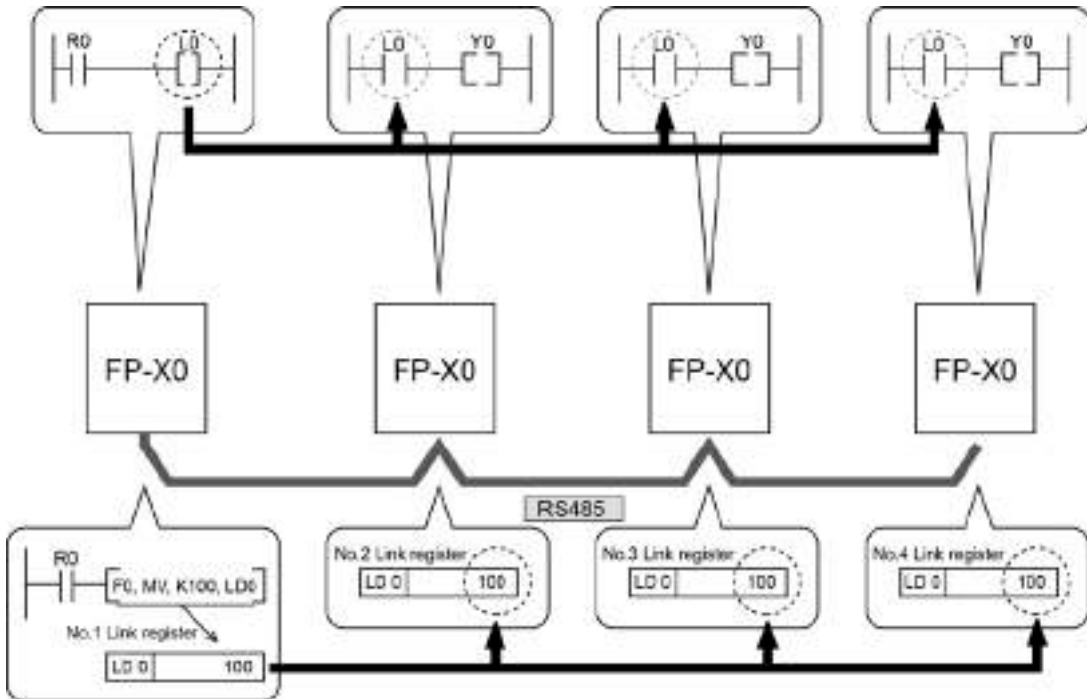 R0 L0
L0 Y0
L0 Y0
L0 Y0
FP-X0
FP-X0
FP-X0
FP-X0
RS485
R0
F0, MV, K100, LD0
No.1 Link register
LD 0 100
No.2 Link register
LD 0 100
No.3 Link register
LD 0 100
No.4 Link register
LD 0 100